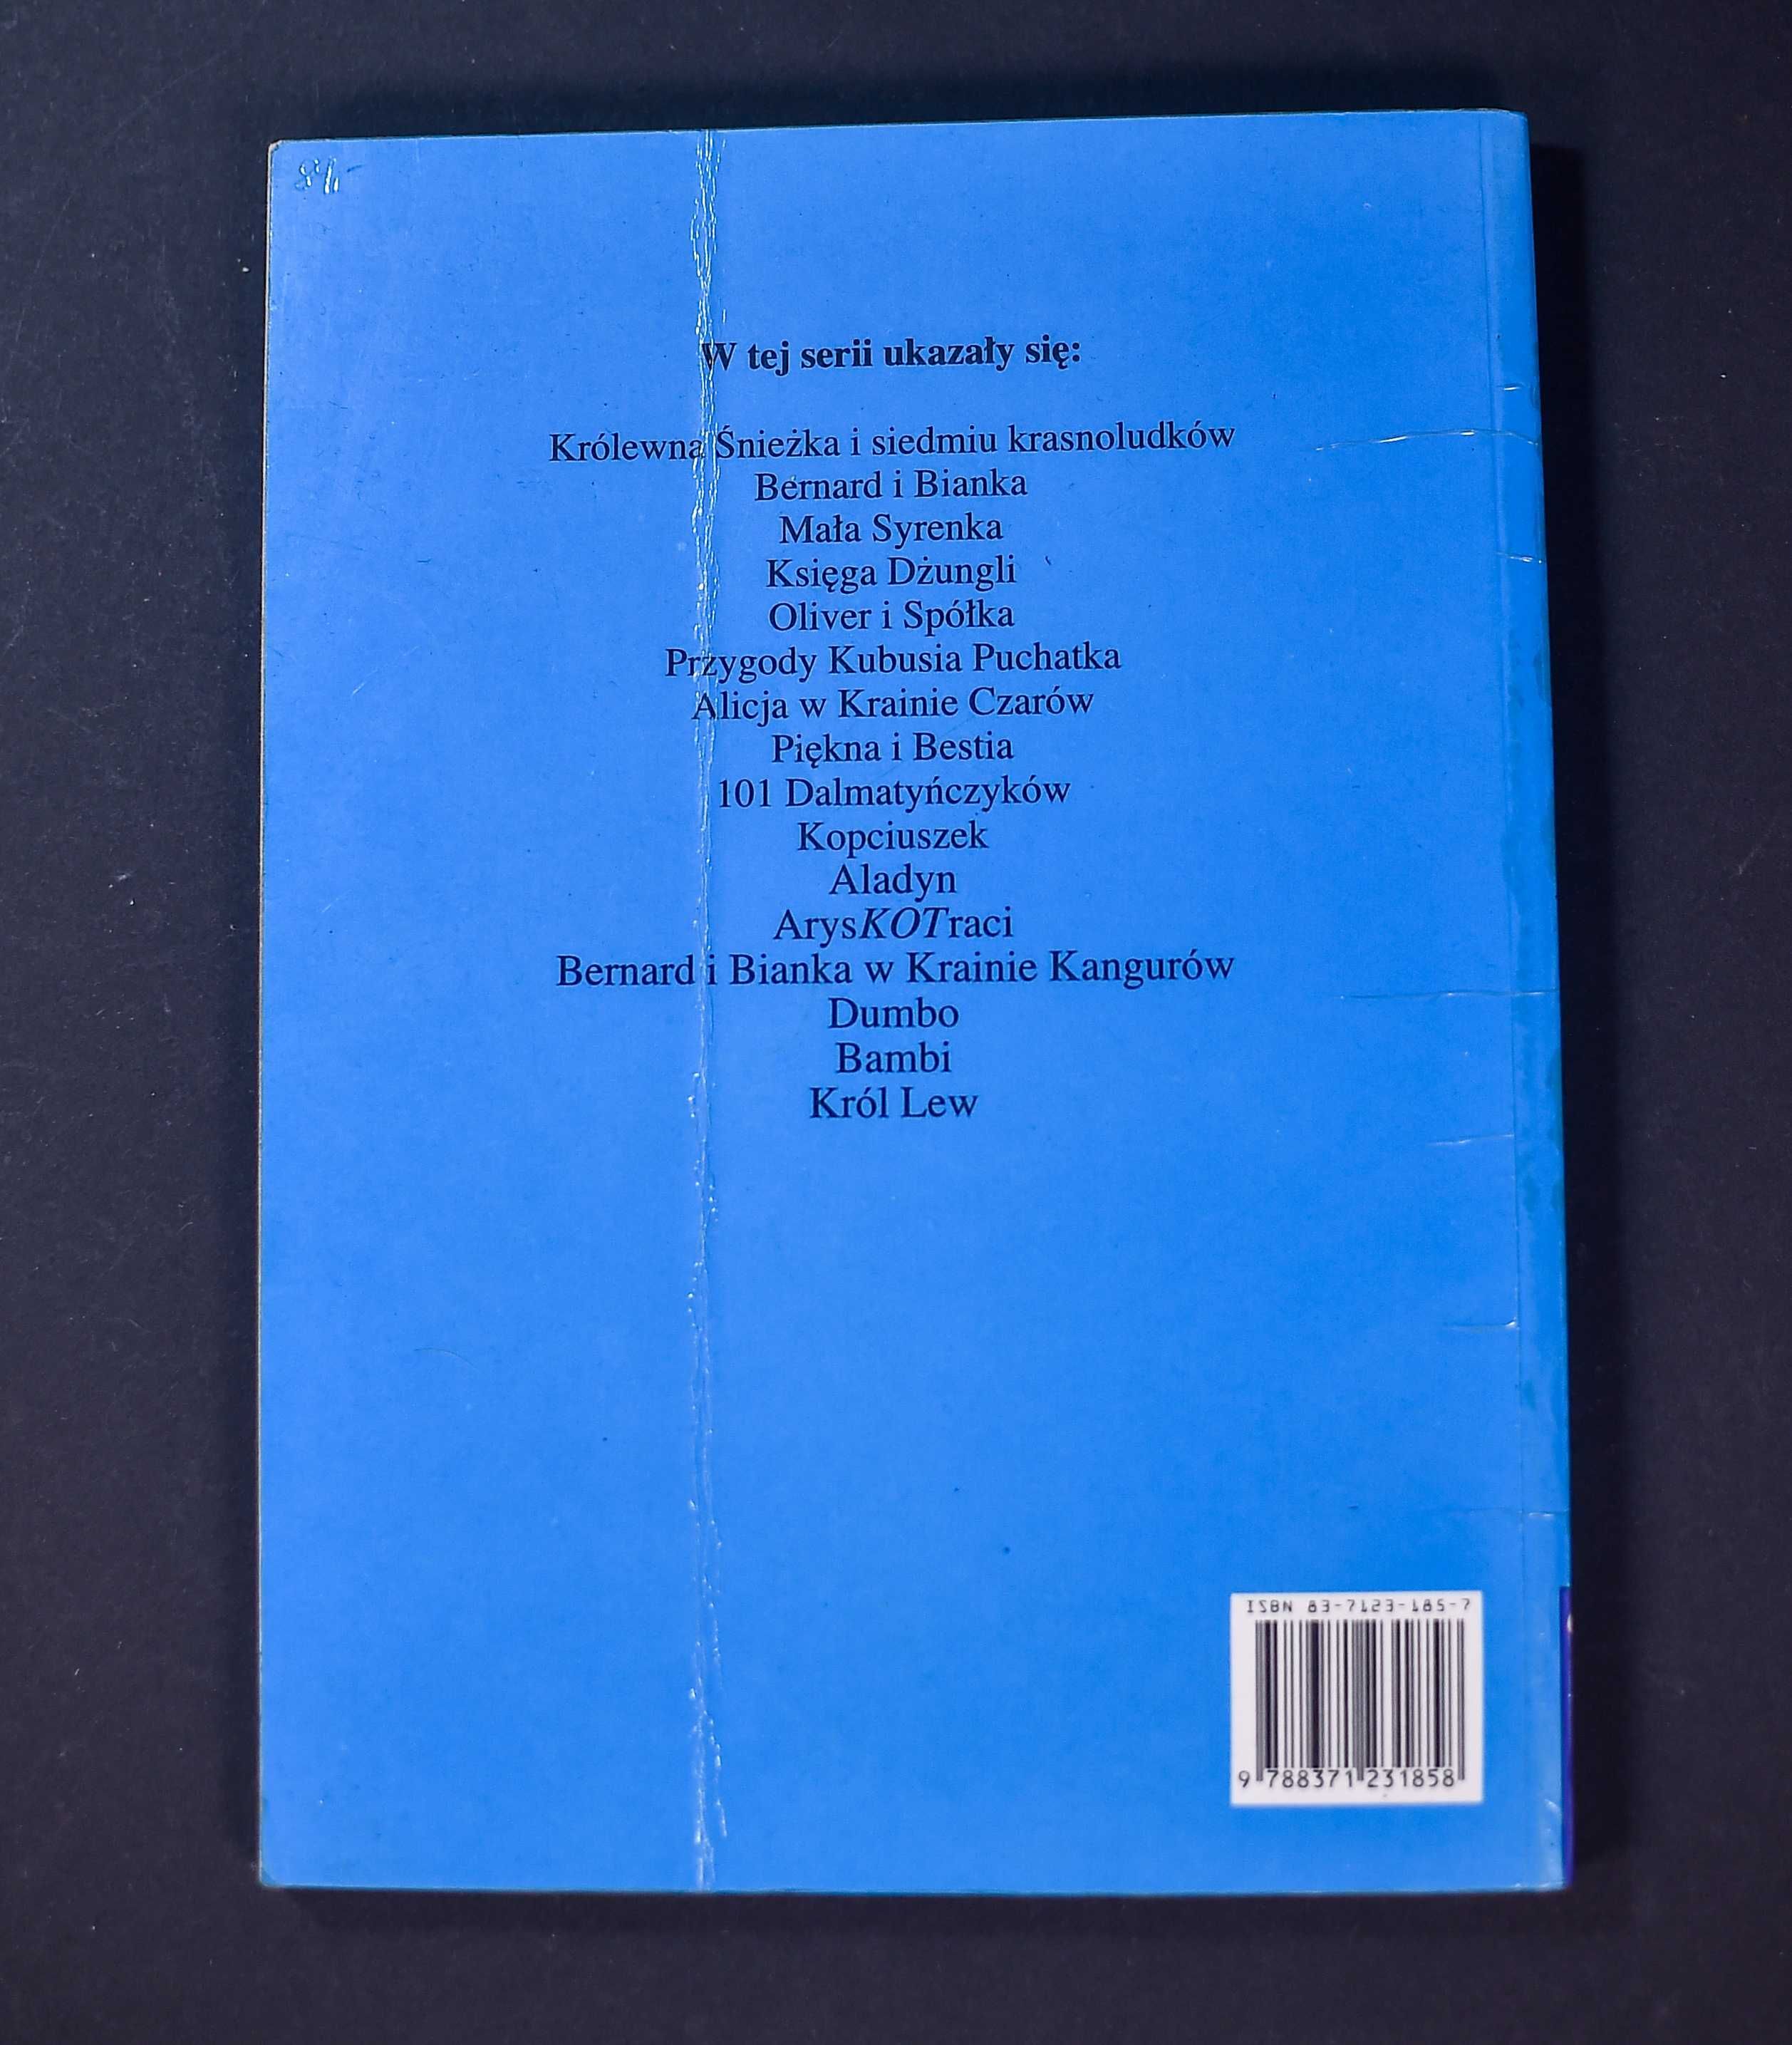 W tej serii ukazały się:
Królewna Śnieżka i siedmiu krasnoludków
Bernard i Bianka
Mała Syrenka
Księga Dżungli
Oliver i Spółka
Przygody Kubusia Puchatka
Alicja w Krainie Czarów
Piękna i Bestia
101 Dalmatyńczyków
Kopciuszek
Aladyn
ArysKOTraci
Bernard i Bianka w Krainie Kangurów
Dumbo
Bambi
Król Lew
ISBN 83-7123-185-7
9 788371 231858